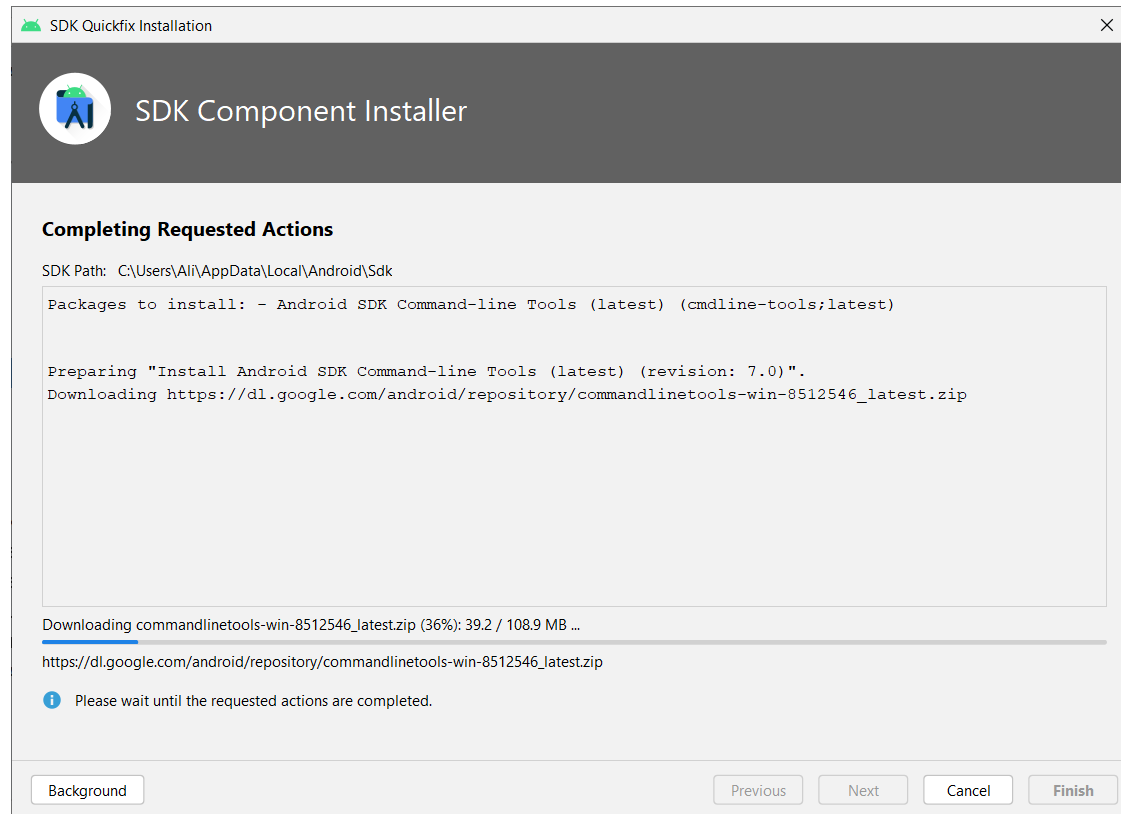 SDK Quickfix Installation
SDK Component Installer
Completing Requested Actions
SDK Path: C:\Users\Ali\AppData\Local\Android\Sdk
Packages to install: - Android SDK Command-line Tools (latest) (cmdline-tools;latest)
Preparing "Install Android SDK Command-line Tools (latest) (revision: 7.0)".
Downloading https://dl.google.com/android/repository/commandlinetools-win-8512546_latest.zip
Downloading commandlinetools-win-8512546_latest.zip (36%): 39.2 / 108.9 MB ...
https://dl.google.com/android/repository/commandlinetools-win-8512546_latest.zip
Please wait until the requested actions are completed.
Background Previous Next Cancel Finish